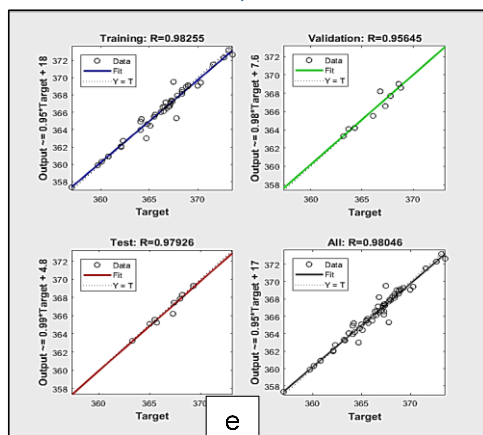 Training: R=0.98255
Output ~= 0.95*Target + 18
372
370
368
366
364
362
360
358
Data
Fit
Y = T
360
370
Target
Validation: R=0.95645
Output ~= 0.98*Target + 7.6
372
370
368
366
364
362
360
358
Data
Fit
Y = T
360
365
370
Target
Test: R=0.97926
Output ~= 0.99*Target + 4.8
372
370
368
366
364
362
360
358
Data
Fit
Y = T
360
365
370
Target
All: R=0.98046
Output ~= 0.95*Target + 17
372
370
368
366
364
362
360
358
Data
Fit
Y = T
360
370
Target
e